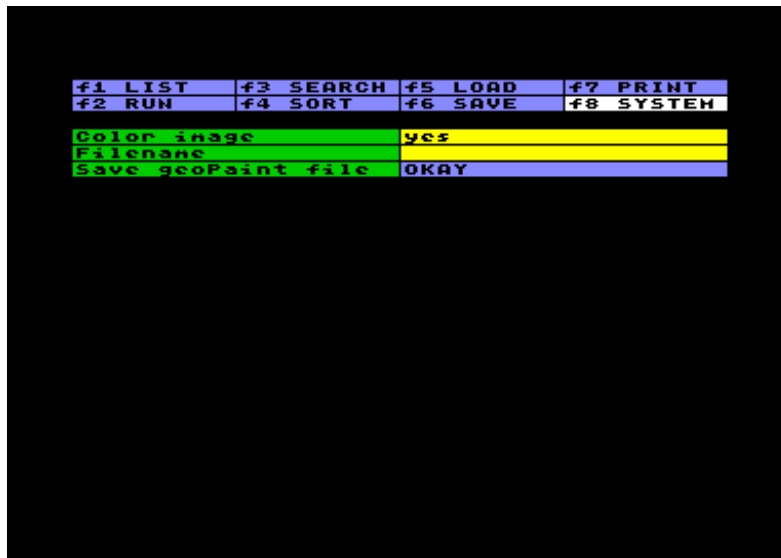 f1 LIST f3 SEARCH f5 LOAD f7 PRINT
f2 RUN f4 SORT f6 SAVE f8 SYSTEM
Color image yes
Filename
Save geoPaint file OKAY